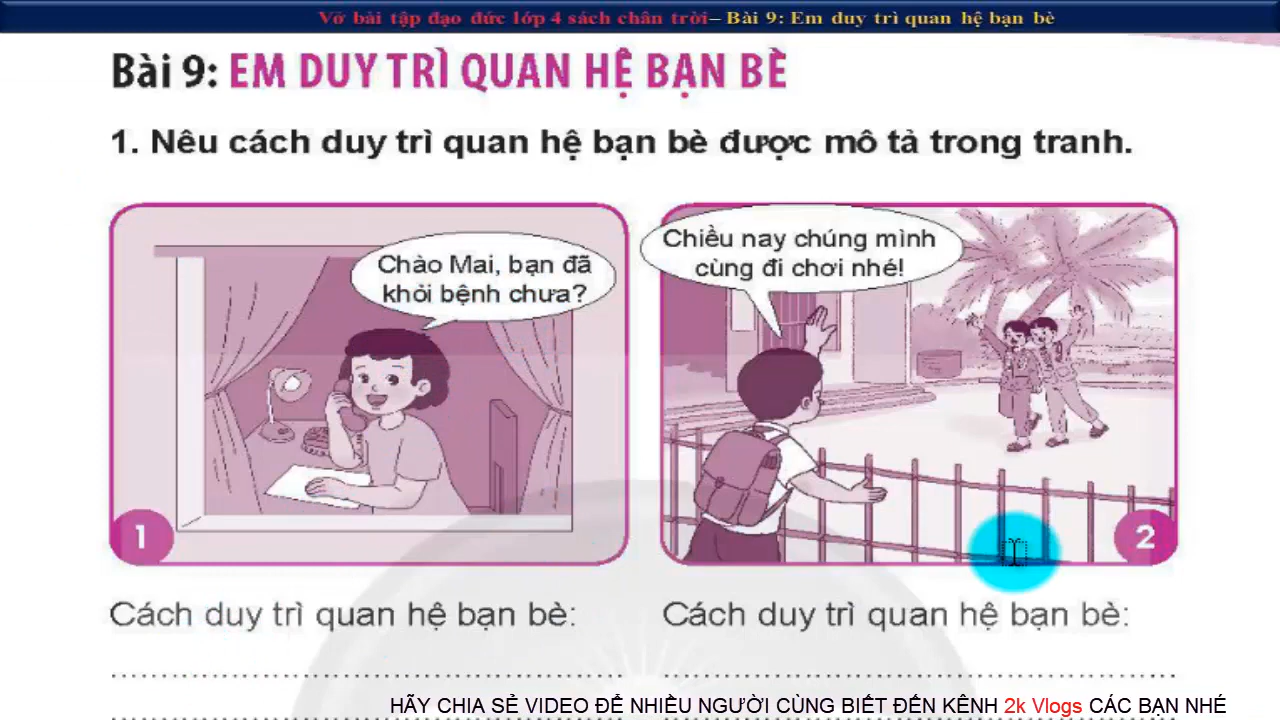 Vở bài tập đạo đức lớp 4 sách chân trời– Bài 9: Em duy trì quan hệ bạn bè
Bài 9: EM DUY TRÌ QUAN HỆ BẠN BÈ
1. Nêu cách duy trì quan hệ bạn bè được mô tả trong tranh.
Chào Mai, bạn đã
khỏi bệnh chưa?
1
Chiều nay chúng mình
cùng đi chơi nhé!
2
Cách duy trì quan hệ bạn bè:
Cách duy trì quan hệ bạn bè:
HÃY CHIA SẺ VIDEO ĐỂ NHIỀU NGƯỜI CÙNG BIẾT ĐẾN KÊNH 2k Vlogs CÁC BẠN NHÉ